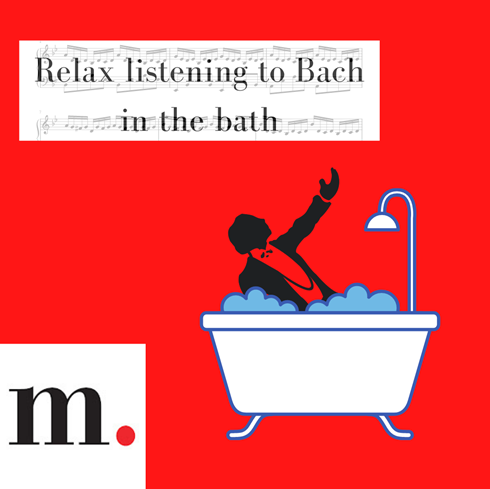 Relax listening to Bach
in the bath
m.